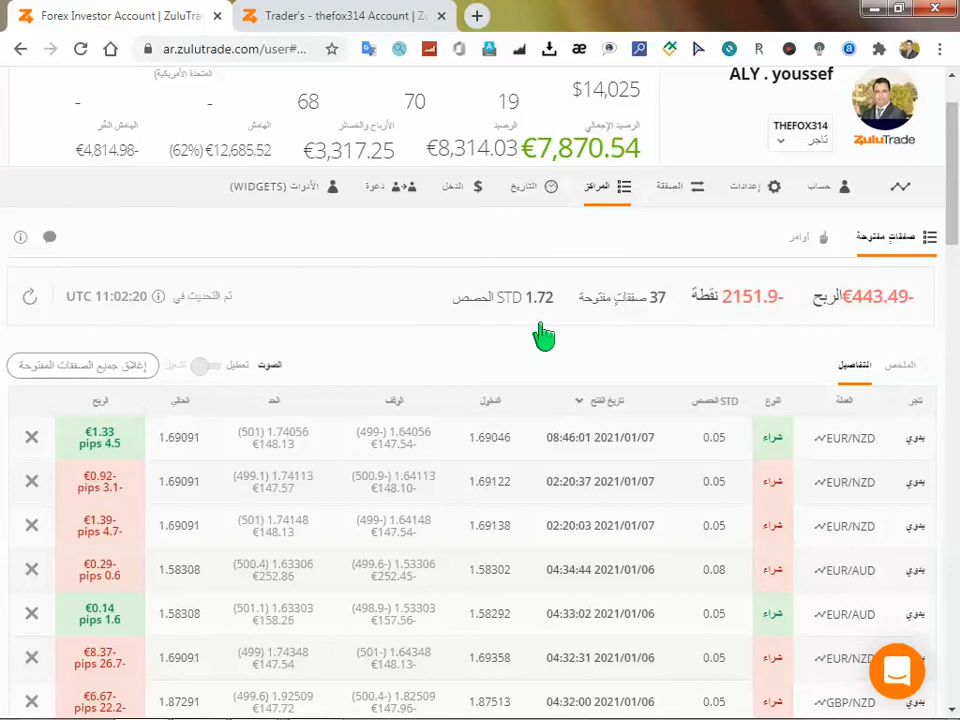 Forex Investor Account | ZuluTra
Trader's - thefox314 Account | Z
ar.zulutrade.com/user#...
ALY . youssef
THEFOX314
تاجر
ZuluTrade
المتحدة الأمريكية)
$14,025
19
70
68
-
-
الرصيد الإجمالي
الرصيد
الأرباح والخسائر
الهامش
الهامش الحُر
€7,870.54
€8,314.03
€3,317.25
€12,685.52 (62%)
€4,814.98-
حساب
إعدادات
الصفقة
المراكز
التاريخ
الدخل
دعوة
الأدوات (WIDGETS)
صفقات مفتوحة
أوامر
الربح €443.49-
2151.9- نقطة
37 صفقات مفتوحة
1.72 STD الحصص
تم التحديث في UTC 11:02:20
الملخص
التفاصيل
الصوت
تعطيل
تشغيل
إغلاق جميع الصفقات المفتوحة
تاجر العملة النوع STD الحصص تاريخ الفتح الدخول الوقف الحد الحالي الربح
بدوي EUR/NZD شراء 0.05 2021/01/07 08:46:01 1.69046 1.64056 (499-) 1.74056 (501) 1.69091 €1.33
€147.54- €148.13 4.5 pips
بدوي EUR/NZD شراء 0.05 2021/01/07 02:20:37 1.69122 1.64113 (500.9-) 1.74113 (499.1) 1.69091 €0.92-
€148.10- €147.57 3.1- pips
بدوي EUR/NZD شراء 0.05 2021/01/07 02:20:03 1.69138 1.64148 (499-) 1.74148 (501) 1.69091 €1.39-
€147.54- €148.13 4.7- pips
بدوي EUR/AUD شراء 0.08 2021/01/06 04:34:44 1.58302 1.53306 (499.6-) 1.63306 (500.4) 1.58308 €0.29-
€252.45- €252.86 0.6 pips
بدوي EUR/AUD شراء 0.05 2021/01/06 04:33:02 1.58292 1.53303 (498.9-) 1.63303 (501.1) 1.58308 €0.14
€157.56- €158.26 1.6 pips
بدوي EUR/NZD شراء 0.05 2021/01/06 04:32:31 1.69358 1.64348 (501-) 1.74348 (499) 1.69091 €8.37-
€148.13- €147.54 26.7- pips
بدوي GBP/NZD شراء 0.05 2021/01/06 04:32:00 1.87513 1.82509 (500.4-) 1.92509 (499.6) 1.87291 €6.67-
€147.96- €147.72 22.2- pips